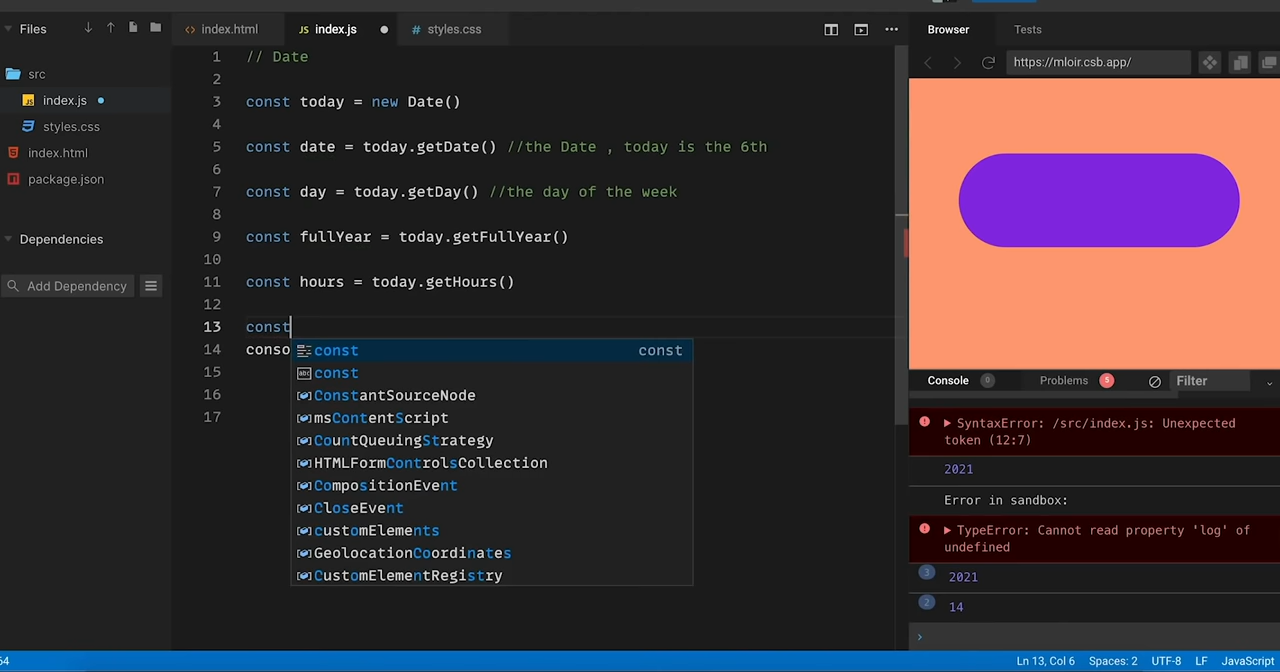 Files
<> index.html
JS index.js
# styles.css
Browser
Tests
https://mloir.csb.app/
src
index.js
styles.css
index.html
package.json
Dependencies
Add Dependency
1 // Date
2
3 const today = new Date()
4
5 const date = today.getDate() //the Date , today is the 6th
6
7 const day = today.getDay() //the day of the week
8
9 const fullYear = today.getFullYear()
10
11 const hours = today.getHours()
12
13 const
14 conso
15
16
17
const const
abc const
ConstantSourceNode
msContentScript
CountQueuingStrategy
HTMLFormControlsCollection
CompositionEvent
CloseEvent
customElements
GeolocationCoordinates
CustomElementRegistry
Console 0
Problems 5
Filter
SyntaxError: /src/index.js: Unexpected
token (12:7)
2021
Error in sandbox:
TypeError: Cannot read property 'log' of
undefined
3 2021
2 14
64
Ln 13, Col 6 Spaces: 2 UTF-8 LF JavaScript